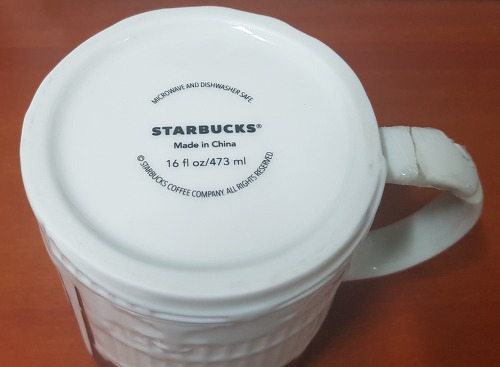 MICROWAVE AND DISHWASHER SAFE
STARBUCKS®
Made in China
16 fl oz/473 ml
© STARBUCKS COFFEE COMPANY. ALL RIGHTS RESERVED.